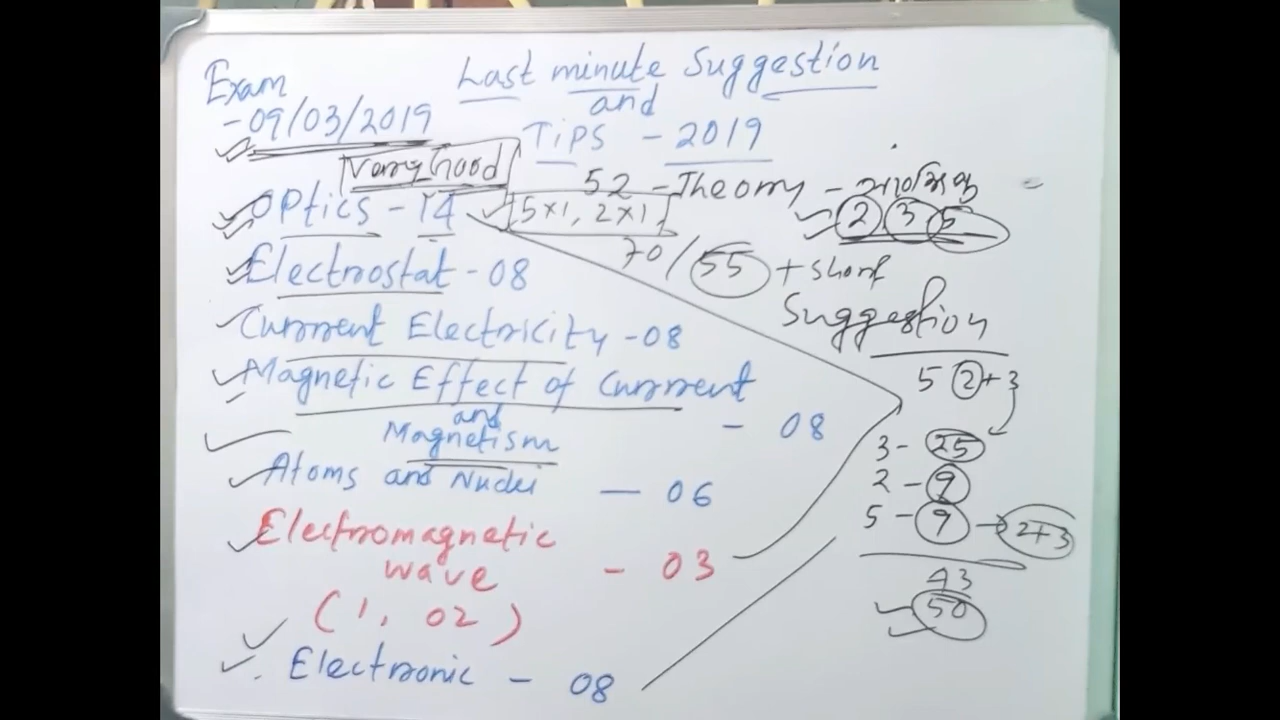 Exam
-09/03/2019
Last minute Suggestion
and
Tips - 2019
Very Good
52 - Theory -
2 3 5
Optics - 14
5x1, 2x1
70/55 + Short
Suggestion
Electrostat - 08
Current Electricity - 08
Magnetic Effect of Current
and
Magnetism
- 08
Atoms and Nuclei - 06
Electromagnetic
wave - 03
(1, 02)
Electronic - 08
5 2+3
3 - 25
2 - 9
5 - 9 → 2+3
43
50